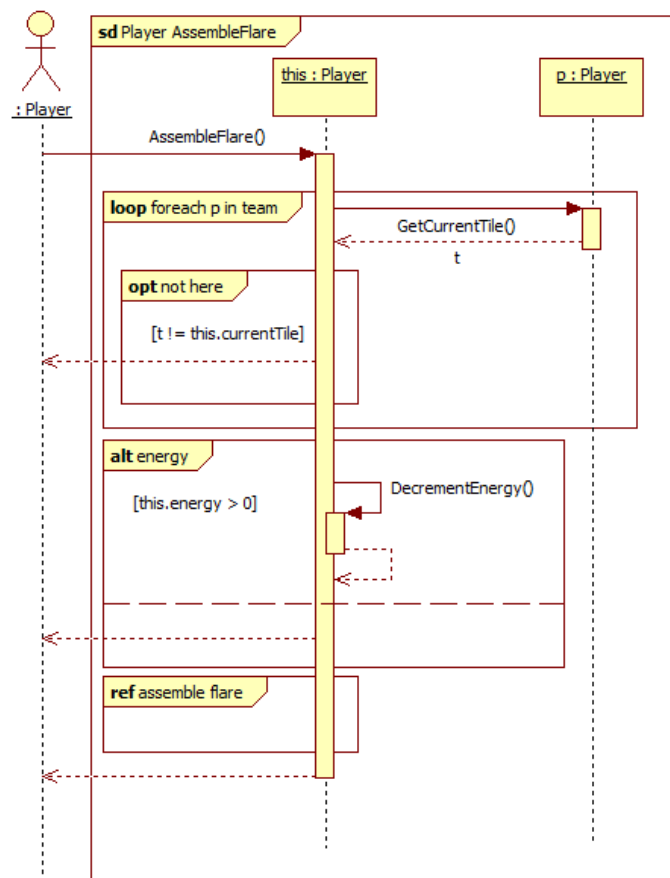 sd Player AssembleFlare
: Player
this : Player
p : Player
AssembleFlare()
loop foreach p in team
GetCurrentTile()
t
opt not here
[t != this.currentTile]
alt energy
[this.energy > 0]
DecrementEnergy()
ref assemble flare